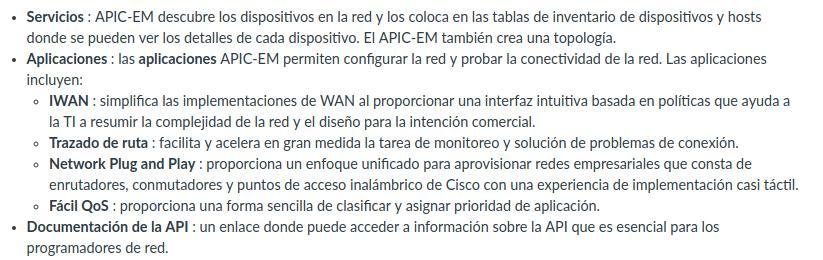 • Servicios : APIC-EM descubre los dispositivos en la red y los coloca en las tablas de inventario de dispositivos y hosts
donde se pueden ver los detalles de cada dispositivo. El APIC-EM también crea una topología.
• Aplicaciones : las aplicaciones APIC-EM permiten configurar la red y probar la conectividad de la red. Las aplicaciones
incluyen:
◦ IWAN : simplifica las implementaciones de WAN al proporcionar una interfaz intuitiva basada en políticas que ayuda a
la TI a resumir la complejidad de la red y el diseño para la intención comercial.
◦ Trazado de ruta : facilita y acelera en gran medida la tarea de monitoreo y solución de problemas de conexión.
◦ Network Plug and Play : proporciona un enfoque unificado para aprovisionar redes empresariales que consta de
enrutadores, conmutadores y puntos de acceso inalámbrico de Cisco con una experiencia de implementación casi táctil.
◦ Fácil QoS : proporciona una forma sencilla de clasificar y asignar prioridad de aplicación.
• Documentación de la API : un enlace donde puede acceder a información sobre la API que es esencial para los
programadores de red.